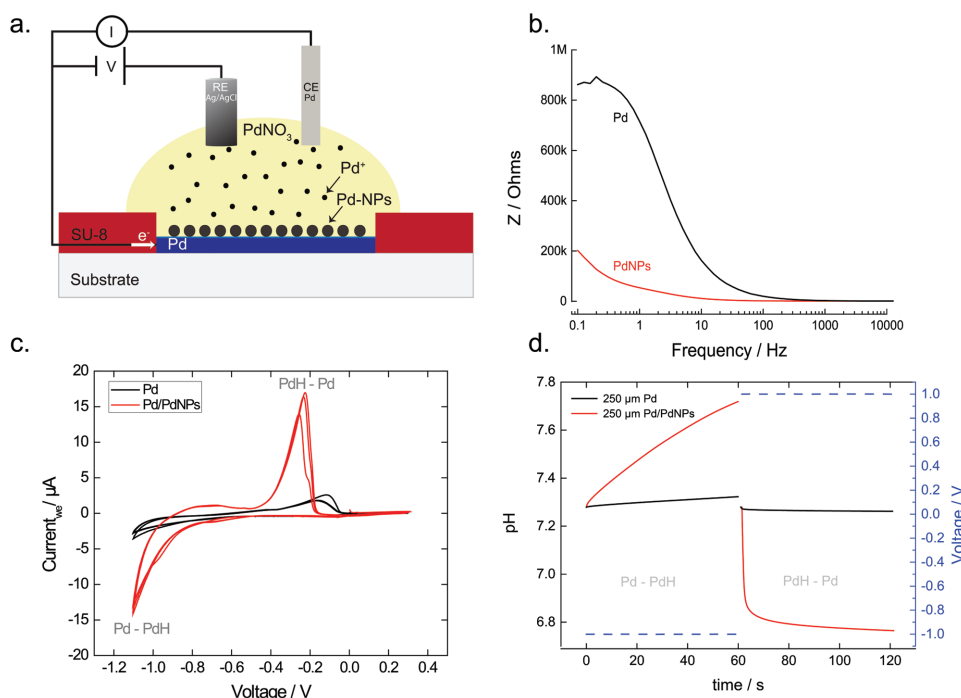 a.
I
V
RE
Ag/AgCl
CE
Pd
PdNO3
Pd+
Pd-NPs
SU-8
e-
Pd
Substrate
b.
1M
800k
600k
400k
200k
0
Z / Ohms
Pd
PdNPs
0.1 1 10 100 1000 10000
Frequency / Hz
c.
20
15
10
5
0
-5
-10
-15
-20
Current we / µA
Pd
Pd/PdNPs
PdH - Pd
Pd - PdH
-1.2 -1.0 -0.8 -0.6 -0.4 -0.2 0.0 0.2 0.4
Voltage / V
d.
7.8
7.6
7.4
7.2
7.0
6.8
pH
250 µm Pd
250 µm Pd/PdNPs
Pd - PdH
PdH - Pd
1.0
0.8
0.6
0.4
0.2
0.0
-0.2
-0.4
-0.6
-0.8
-1.0
Voltage / V
0 20 40 60 80 100 120
time / s